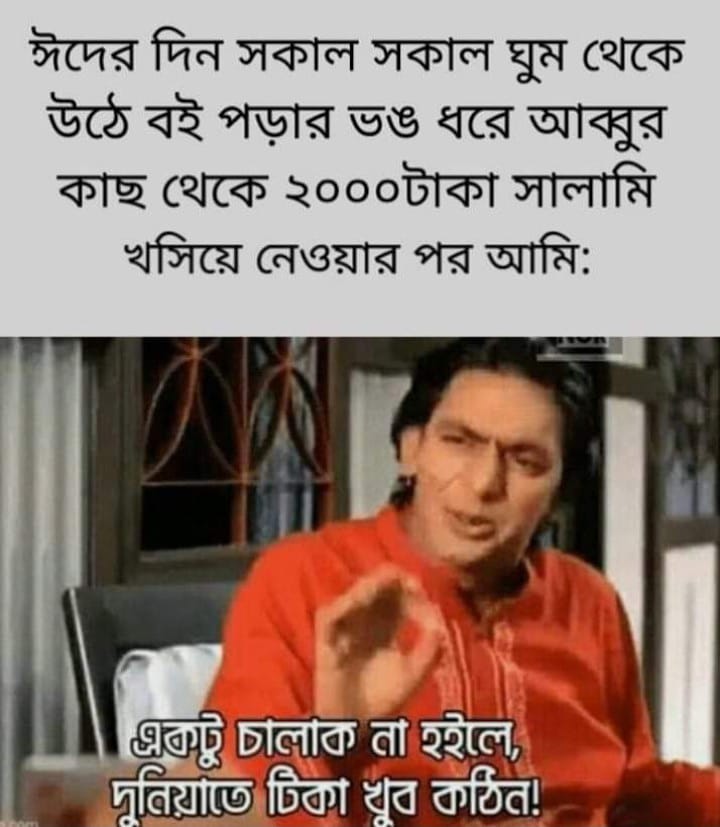 ঈদের দিন সকাল সকাল ঘুম থেকে
উঠে বই পড়ার ভঙ ধরে আব্বুর
কাছ থেকে ২০০০টাকা সালামি
খসিয়ে নেওয়ার পর আমি:
একটু চালাক না হইলে,
দুনিয়াতে টিকা খুব কঠিন!